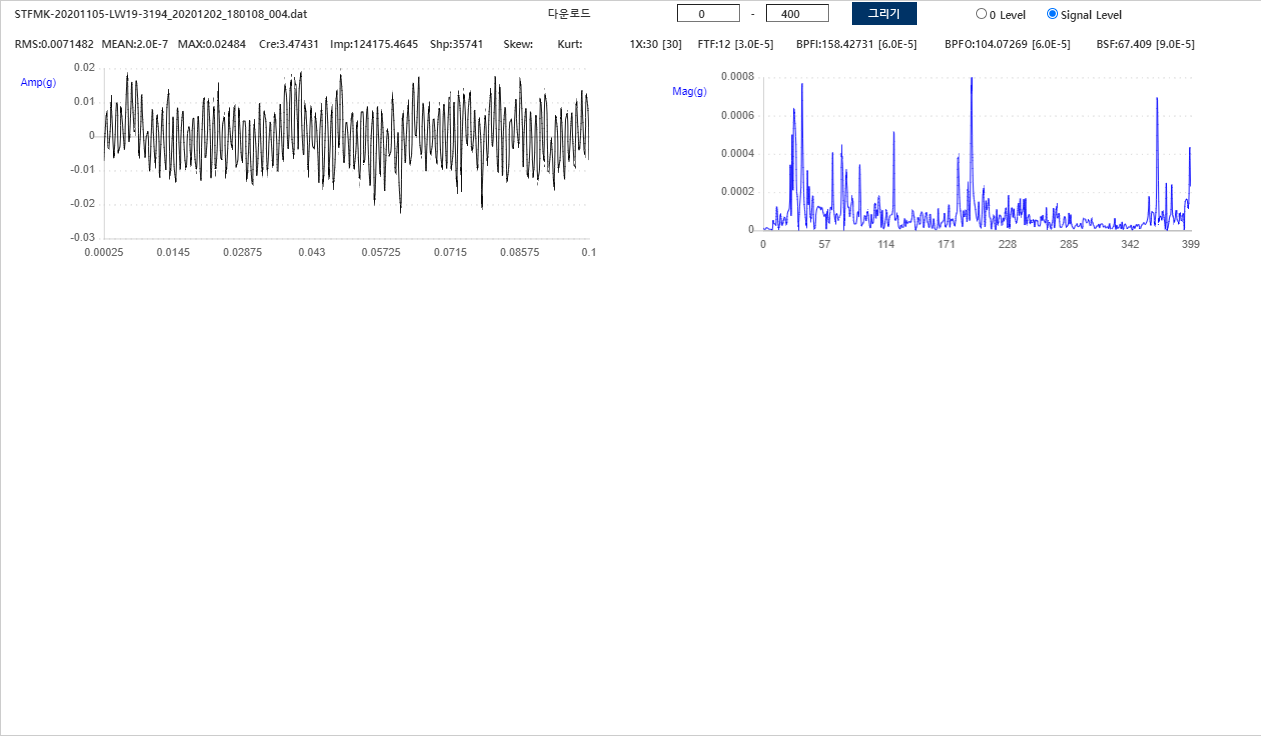 STFMK-20201105-LW19-3194_20201202_180108_004.dat 다운로드 0 - 400 그리기 0 Level Signal Level
RMS:0.0071482 MEAN:2.0E-7 MAX:0.02484 Cre:3.47431 Imp:124175.4645 Shp:35741 Skew: Kurt: 1X:30 [30] FTF:12 [3.0E-5] BPFI:158.42731 [6.0E-5] BPFO:104.07269 [6.0E-5] BSF:67.409 [9.0E-5]
Amp(g)
0.02
0.01
0
-0.01
-0.02
-0.03
0.00025 0.0145 0.02875 0.043 0.05725 0.0715 0.08575 0.1
Mag(g)
0.0008
0.0006
0.0004
0.0002
0
0 57 114 171 228 285 342 399